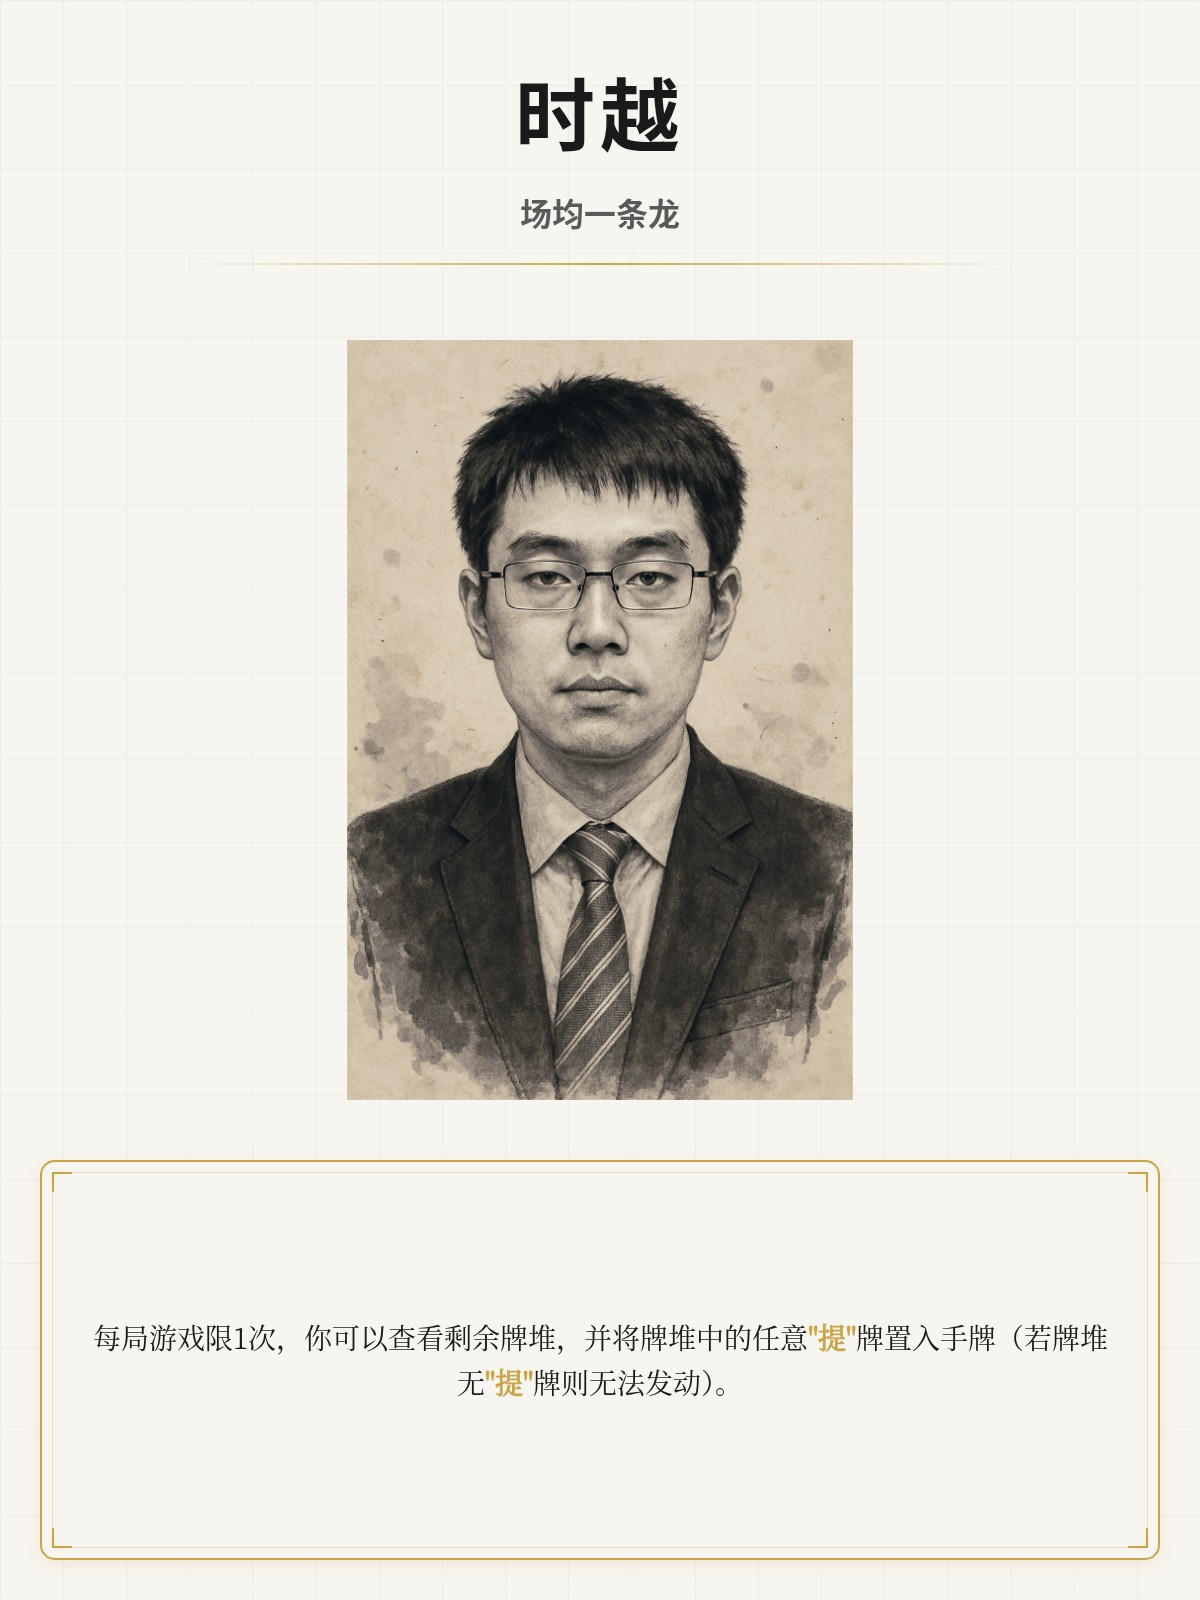 时越
场均一条龙
每局游戏限1次，你可以查看剩余牌堆，并将牌堆中的任意"提"牌置入手牌（若牌堆
无"提"牌则无法发动）。